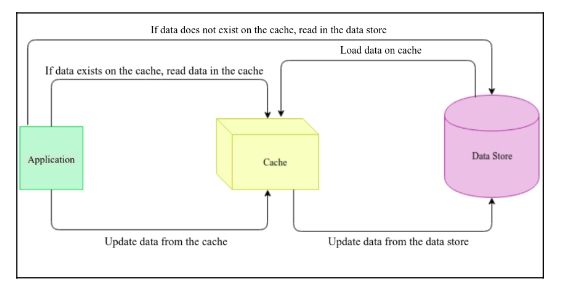 If data does not exist on the cache, read in the data store
Load data on cache
If data exists on the cache, read data in the cache
Application
Cache
Data Store
Update data from the cache
Update data from the data store